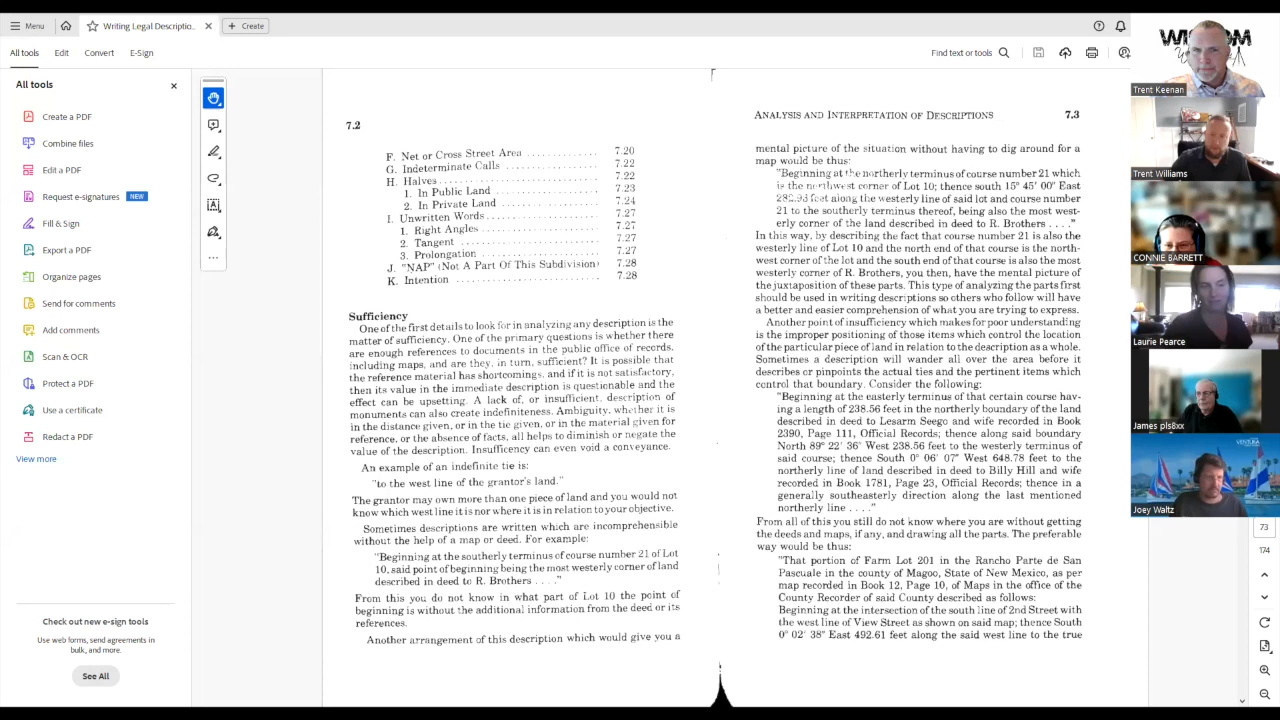 Menu
Writing Legal Descriptio...
Create
All tools Edit Convert E-Sign
Find text or tools
All tools
Create a PDF
Combine files
Edit a PDF
Request e-signatures NEW
Fill & Sign
Export a PDF
Organize pages
Send for comments
Add comments
Scan & OCR
Protect a PDF
Use a certificate
Redact a PDF
View more
Check out new e-sign tools
Use web forms, send agreements
in bulk, and more.
See All
7.2
F. Net or Cross Street Area .............. 7.20
G. Indeterminate Calls .................. 7.22
H. Halves ............................... 7.22
1. In Public Land ..................... 7.23
2. In Private Land .................... 7.24
I. Unwritten Words ...................... 7.27
1. Right Angles ....................... 7.27
2. Tangent ............................ 7.27
3. Prolongation ....................... 7.27
J. "NAP" (Not A Part Of This Subdivision) 7.28
K. Intention ............................ 7.28
Sufficiency
One of the first details to look for in analyzing any description is the
matter of sufficiency. One of the primary questions is whether there
are enough references to documents in the public office of records,
including maps, and are they, in turn, sufficient? It is possible that
the reference material has shortcomings, and if it is not satisfactory,
then its value in the immediate description is questionable and the
effect can be upsetting. A lack of, or insufficient, description of
monuments can also create indefiniteness. Ambiguity, whether it is
in the distance given, or in the tie given, or in the material given for
reference, or the absence of facts, all helps to diminish or negate the
value of the description. Insufficency can even void a conveyance.
An example of an indefinite tie is:
"to the west line of the grantor's land."
The grantor may own more than one piece of land and you would not
know which west line it is nor where it is in relation to your objective.
Sometimes descriptions are written which are incomprehensible
without the help of a map or deed. For example:
"Beginning at the southerly terminus of course number 21 of Lot
10, said point of beginning being the most westerly corner of land
described in deed to R. Brothers . . . ."
From this you do not know in what part of Lot 10 the point of
beginning is without the additional information from the deed or its
references.
Another arrangement of this description which would give you a
ANALYSIS AND INTERPRETATION OF DESCRIPTIONS 7.3
mental picture of the situation without having to dig around for a
map would be thus:
"Beginning at the northerly terminus of course number 21 which
is the northwest corner of Lot 10; thence south 15° 45' 00" East
282.93 feet along the westerly line of said lot and course number
21 to the southerly terminus thereof, being also the most west-
erly corner of the land described in deed to R. Brothers . . . ."
In this way, by describing the fact that course number 21 is also the
westerly line of Lot 10 and the north end of that course is the north-
west corner of the lot and the south end of that course is also the most
westerly corner of R. Brothers, you then, have the mental picture of
the juxtaposition of these parts. This type of analyzing the parts first
should be used in writing descriptions so others who follow will have
a better and easier comprehension of what you are trying to express.
Another point of insufficiency which makes for poor understanding
is the improper positioning of those items which control the location
of the particular piece of land in relation to the description as a whole.
Sometimes a description will wander all over the area before it
describes or pinpoints the actual ties and the pertinent items which
control that boundary. Consider the following:
"Beginning at the easterly terminus of that certain course hav-
ing a length of 238.56 feet in the northerly boundary of the land
described in deed to Lesarm Seego and wife recorded in Book
2390, Page 111, Official Records; thence along said boundary
North 89° 22' 36" West 238.56 feet to the westerly terminus of
said course; thence South 0° 06' 07" West 648.78 feet to the
northerly line of land described in deed to Billy Hill and wife
recorded in Book 1781, Page 23, Official Records; thence in a
generally southeasterly direction along the last mentioned
northerly line . . . ."
From all of this you still do not know where you are without getting
the deeds and maps, if any, and drawing all the parts. The preferable
way would be thus:
"That portion of Farm Lot 201 in the Rancho Parte de San
Pascuale in the county of Magoo, State of New Mexico, as per
map recorded in Book 12, Page 10, of Maps in the office of the
County Recorder of said County described as follows:
Beginning at the intersection of the south line of 2nd Street with
the west line of View Street as shown on said map; thence South
0° 02' 38" East 492.61 feet along the said west line to the true
Trent Keenan
Trent Williams
CONNIE BARRETT
Laurie Pearce
James pls8xx
VENTURA
Joey Waltz
73
174